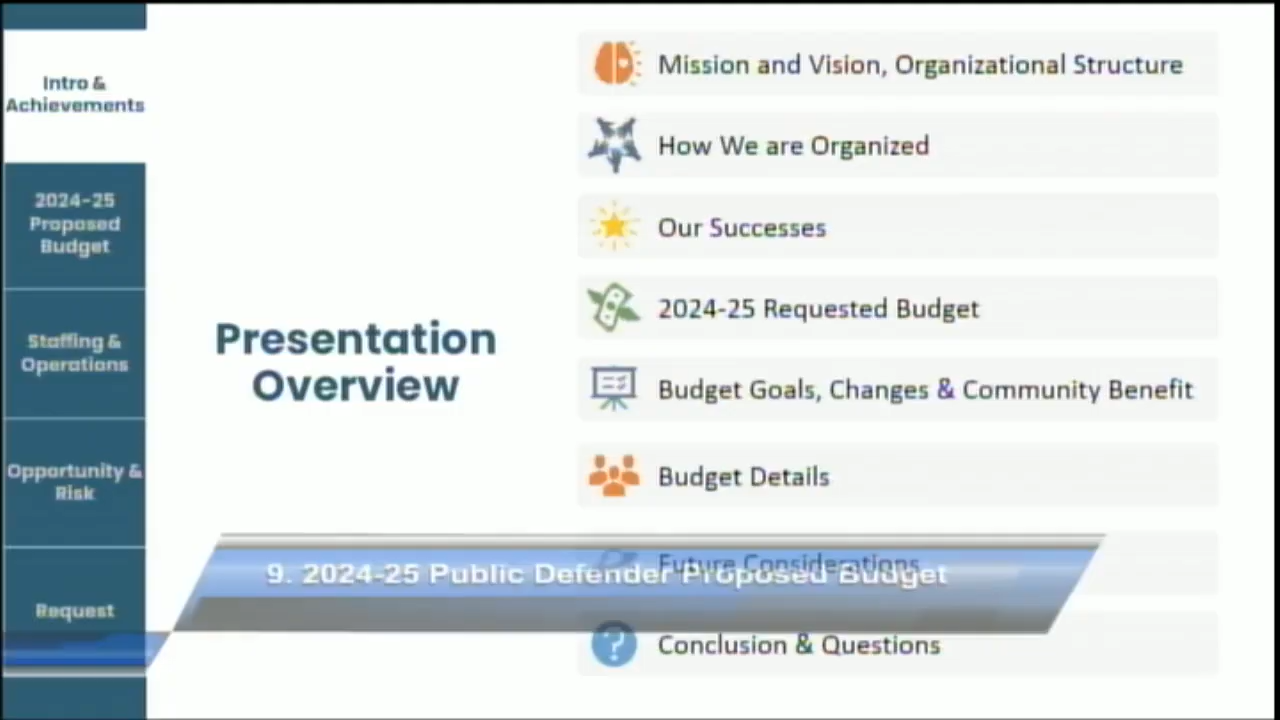 Intro &
Achievements
2024-25
Proposed
Budget
Staffing &
Operations
Opportunity &
Risk
Request
Presentation
Overview
Mission and Vision, Organizational Structure
How We are Organized
Our Successes
2024-25 Requested Budget
Budget Goals, Changes & Community Benefit
Budget Details
Future Considerations
9. 2024-25 Public Defender Proposed Budget
Conclusion & Questions